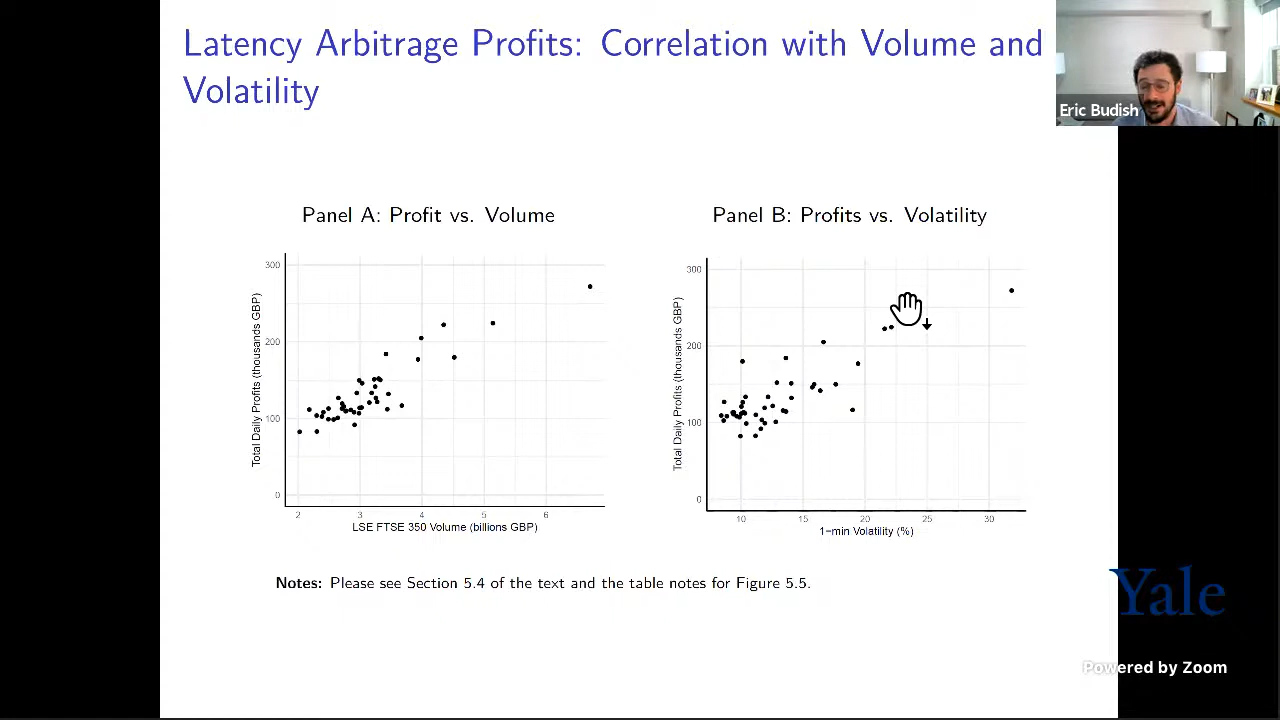 Latency Arbitrage Profits: Correlation with Volume and
Volatility
Eric Budish
Panel A: Profit vs. Volume
300
200
100
0
Total Daily Profits (thousands GBP)
2 3 4 5 6
LSE FTSE 350 Volume (billions GBP)
Panel B: Profits vs. Volatility
300
200
100
0
Total Daily Profits (thousands GBP)
10 15 20 25 30
1-min Volatility (%)
Notes: Please see Section 5.4 of the text and the table notes for Figure 5.5.
Yale
Powered by Zoom